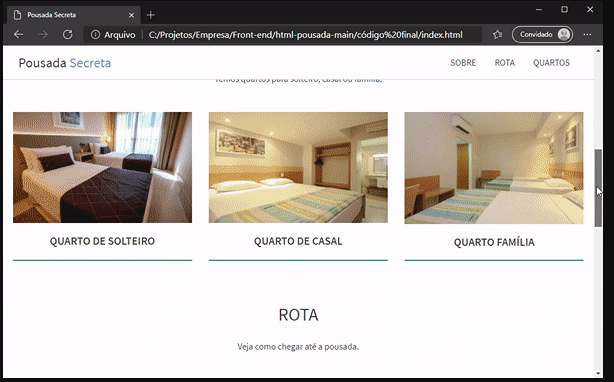 Pousada Secreta
Arquivo
C:/Projetos/Empresa/Front-end/html-pousada-main/código%20final/index.html
Convidado
Pousada Secreta
SOBRE
ROTA
QUARTOS
Temos quartos para solteiro, casal ou família.
QUARTO DE SOLTEIRO
QUARTO DE CASAL
QUARTO FAMÍLIA
ROTA
Veja como chegar até a pousada.